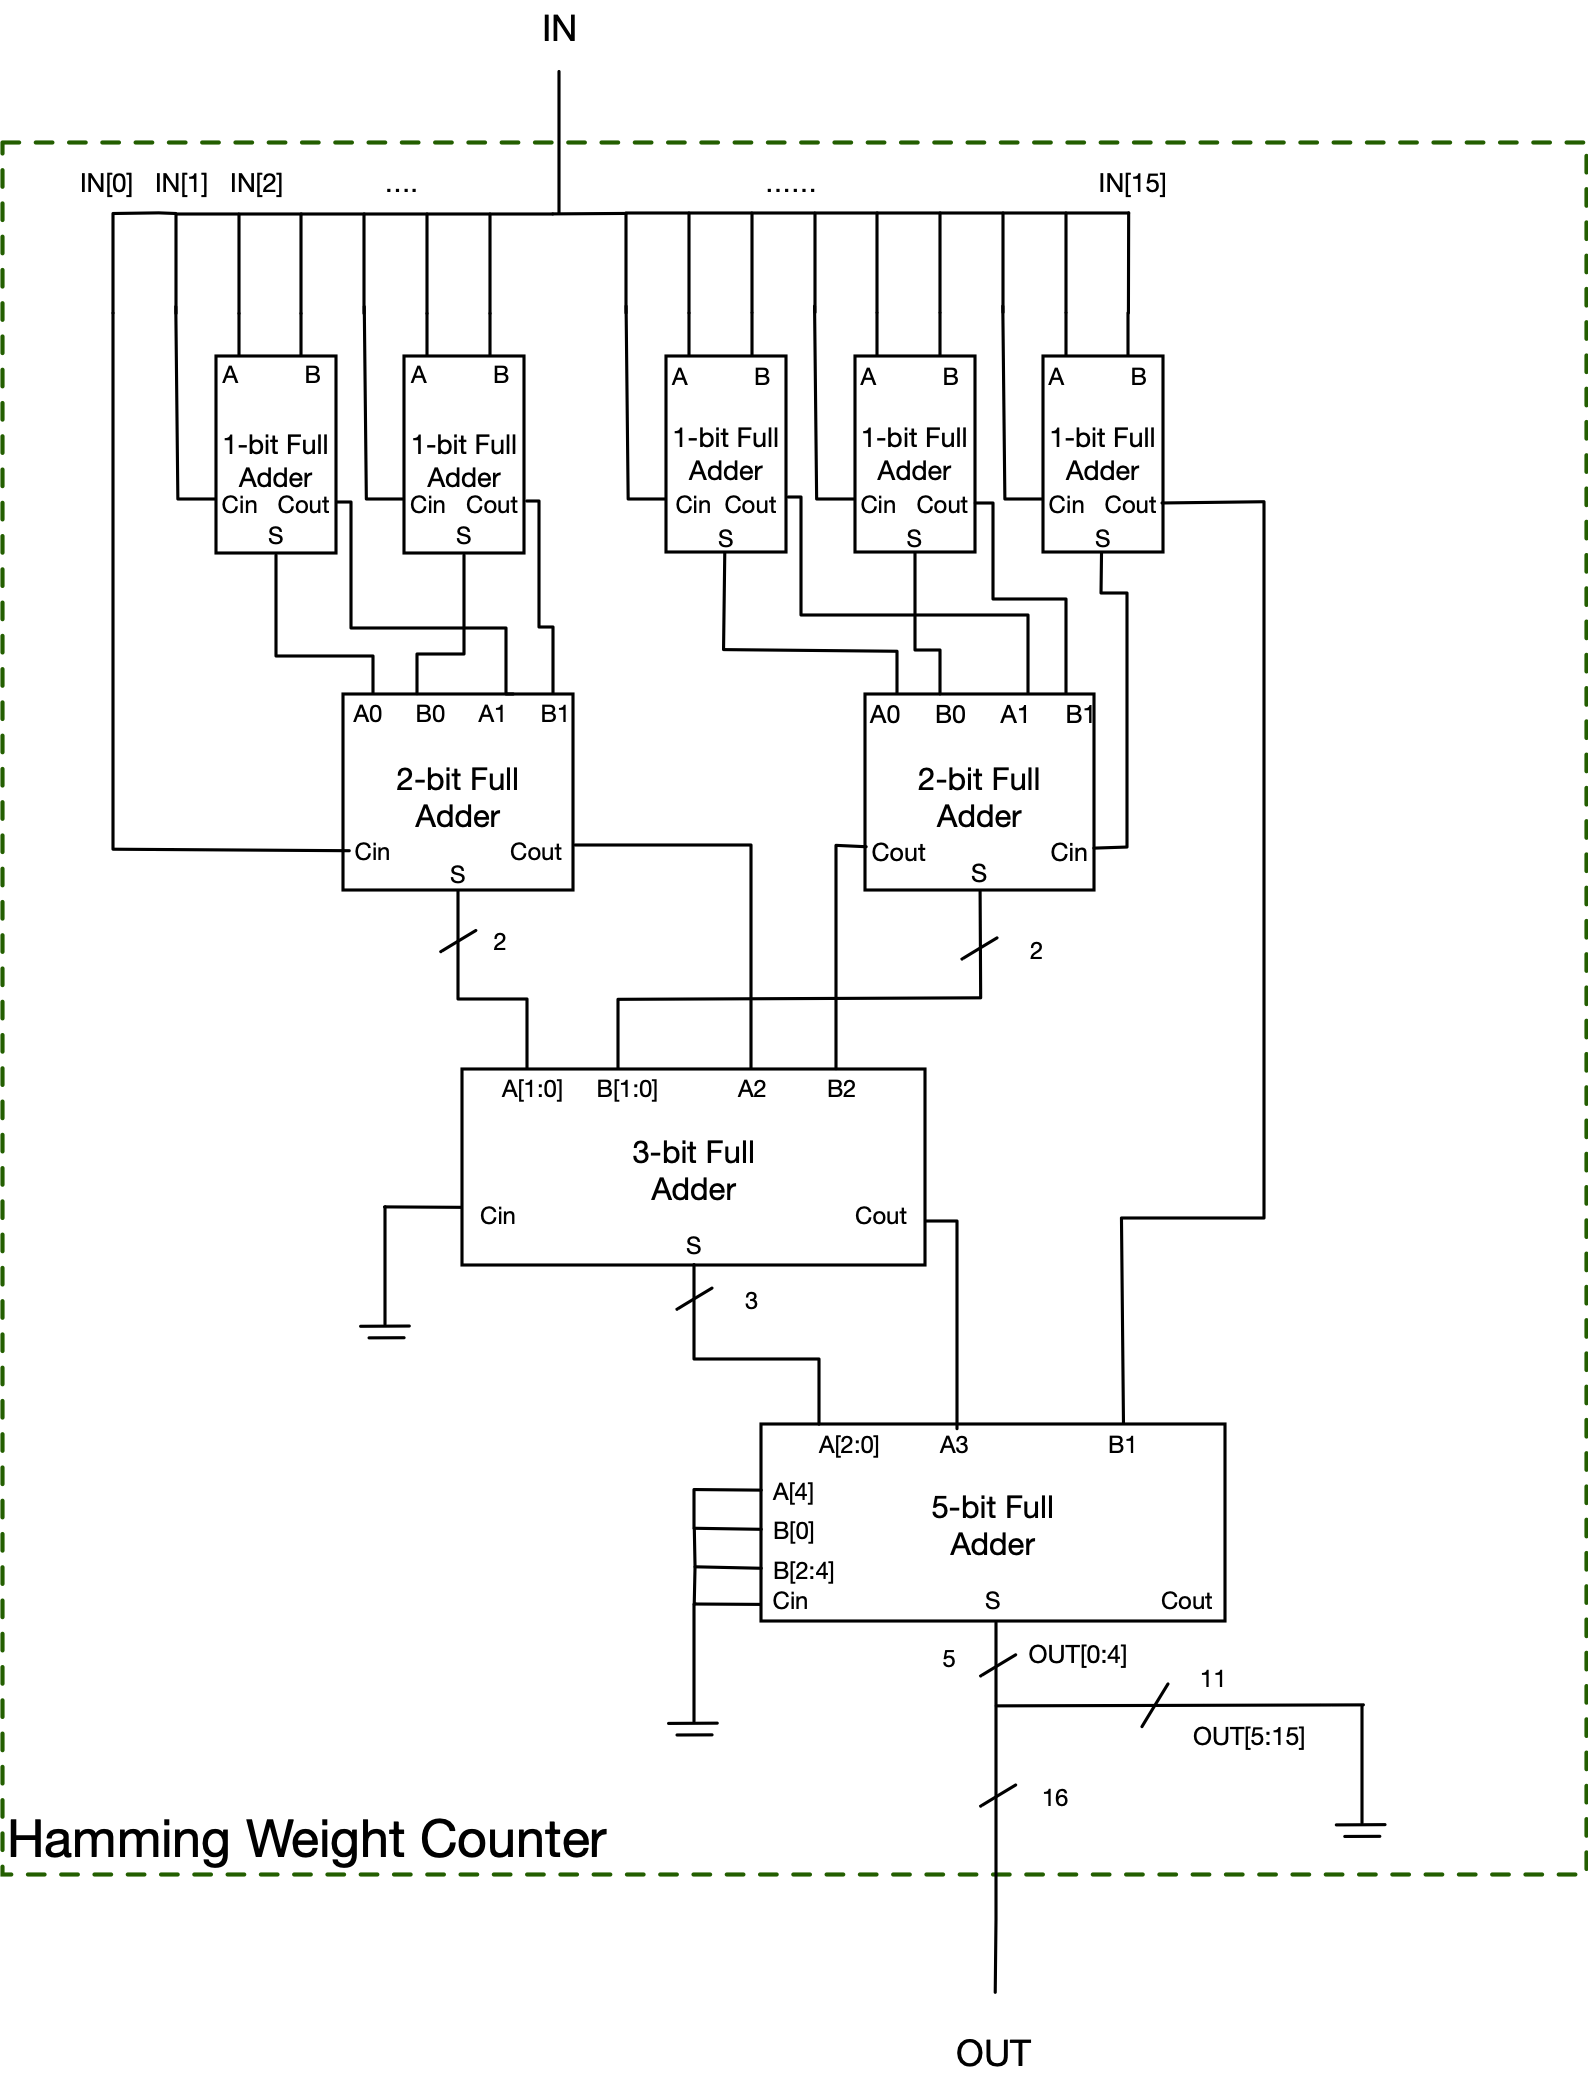 IN
IN[0] IN[1] IN[2] .... ...... IN[15]
A B A B A B A B A B
1-bit Full
Adder
1-bit Full
Adder
1-bit Full
Adder
1-bit Full
Adder
1-bit Full
Adder
Cin Cout Cin Cout Cin Cout Cin Cout Cin Cout
S S S S S
A0 B0 A1 B1 A0 B0 A1 B1
2-bit Full
Adder
2-bit Full
Adder
Cin Cout Cout Cin
S S
2 2
A[1:0] B[1:0] A2 B2
3-bit Full
Adder
Cin Cout
S
3
A[2:0] A3 B1
A[4]
B[0]
B[2:4]
5-bit Full
Adder
Cin S Cout
5 OUT[0:4]
11
OUT[5:15]
16
Hamming Weight Counter
OUT